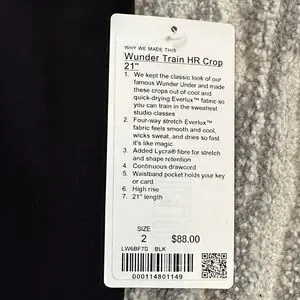 WHY WE MADE THIS
Wunder Train HR Crop
21"
1. We kept the classic look of our
famous Wunder Under and made
these crops out of cool and
quick-drying Everlux™ fabric so
you can train in the sweatiest
studio classes
2. Four-way stretch Everlux™
fabric feels smooth and cool,
wicks sweat, and dries so fast
it's like magic
3. Added Lycra® fibre for stretch
and shape retention
4. Continuous drawcord
5. Waistband pocket holds your key
or card
6. High rise
7. 21" length
SIZE
2 $88.00
LW6BF7S BLK
000114801149